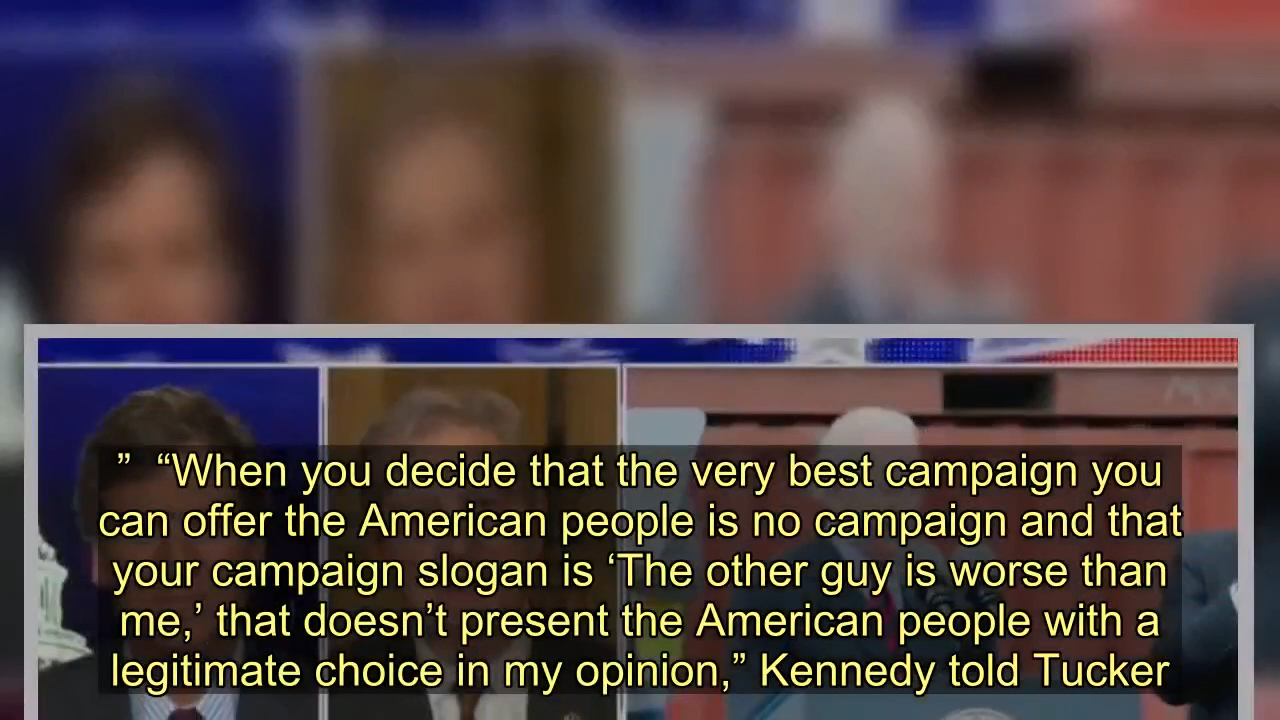 ” “When you decide that the very best campaign you
can offer the American people is no campaign and that
your campaign slogan is ‘The other guy is worse than
me,’ that doesn’t present the American people with a
legitimate choice in my opinion,” Kennedy told Tucker